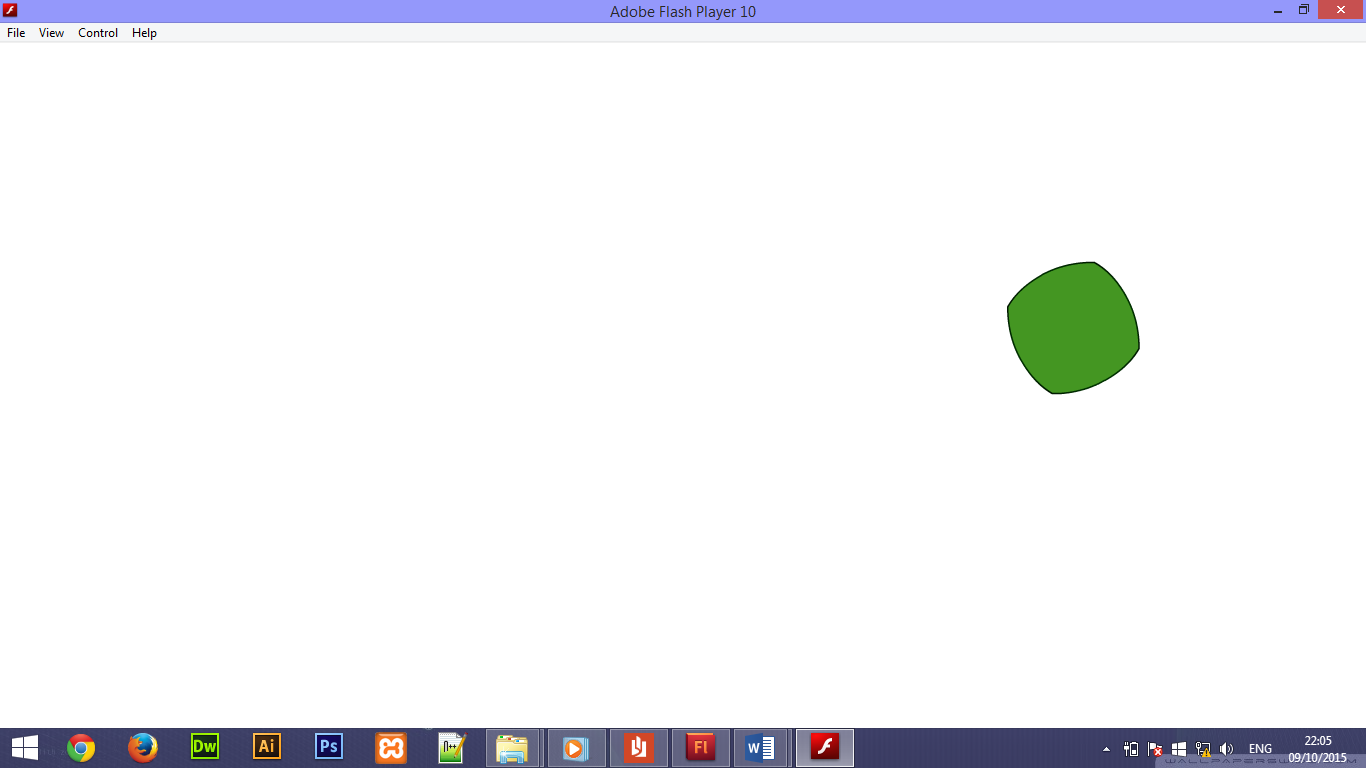 Adobe Flash Player 10
File View Control Help
Dw Ai Ps n++ Fl W ENG 22:05
09/10/2015